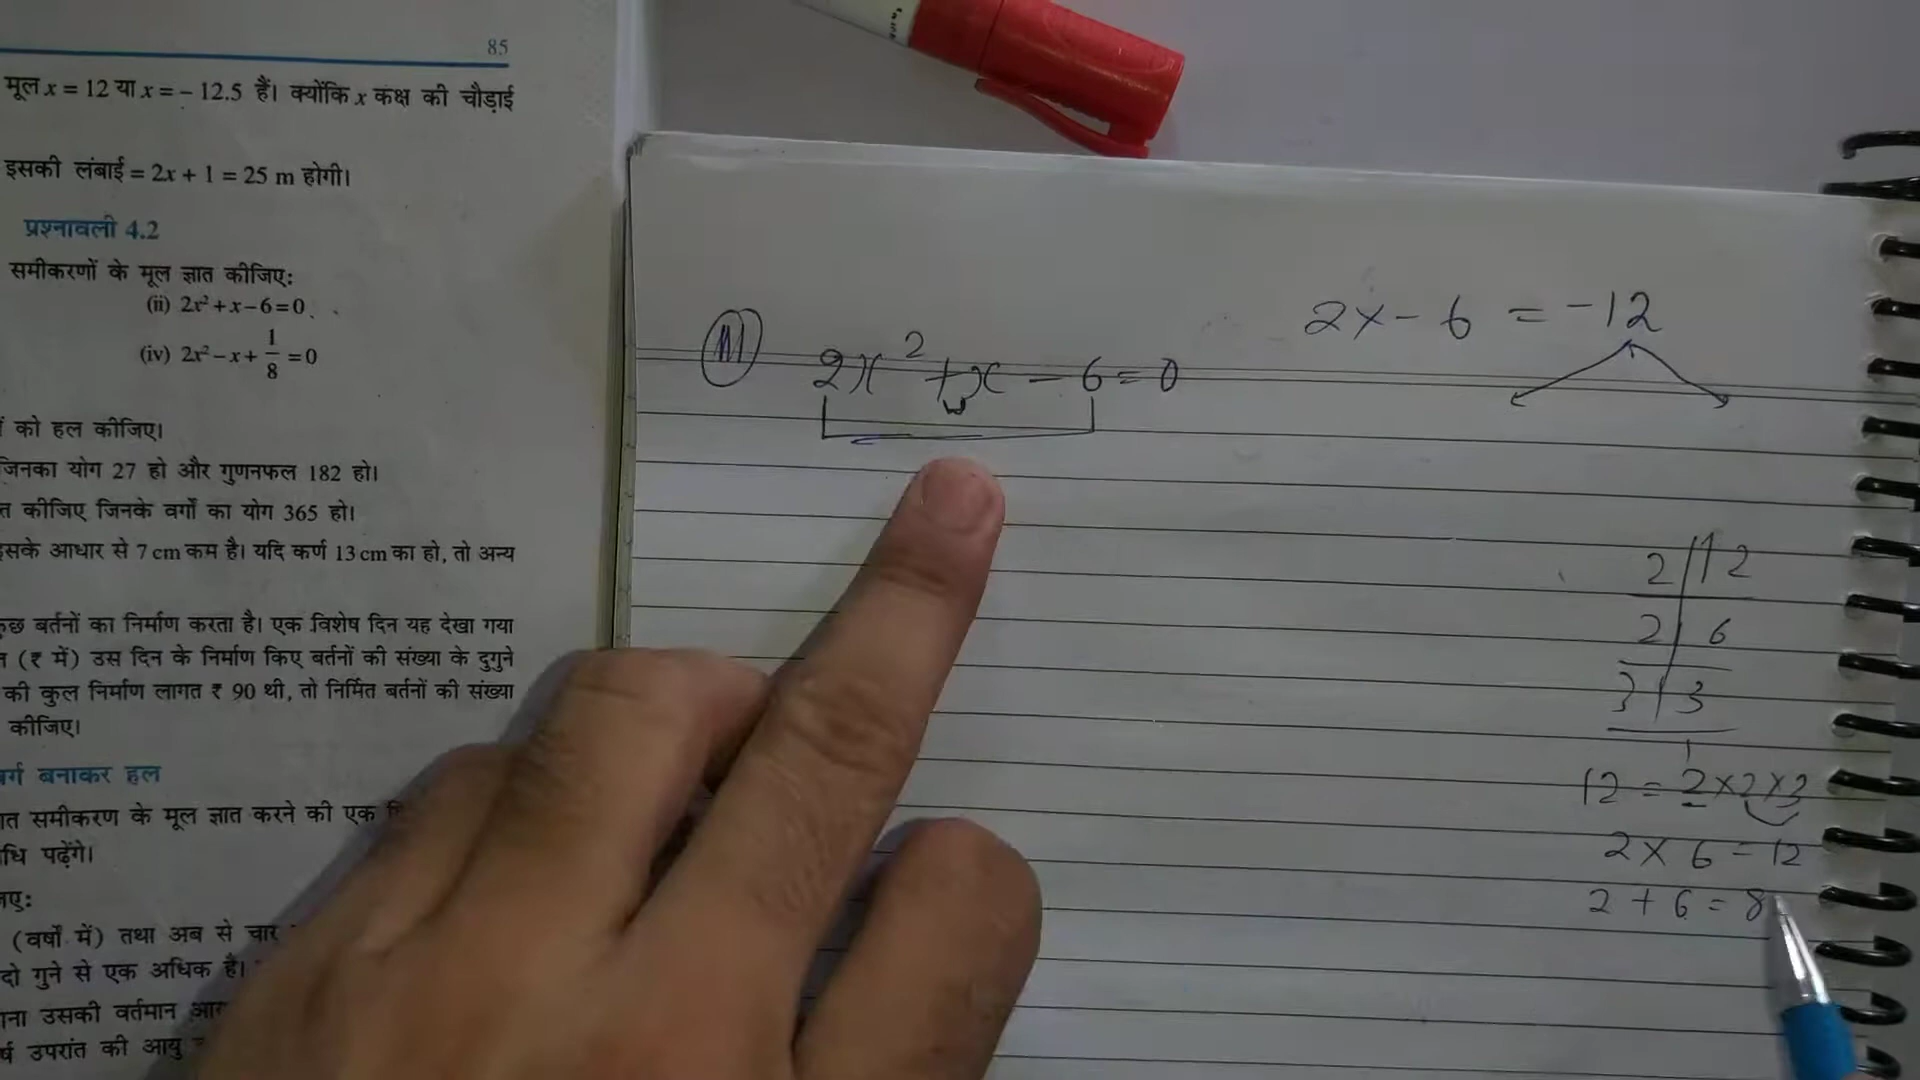 85
मूल x = 12 या x = – 12.5 हैं। क्योंकि x कक्ष की चौड़ाई
इसकी लंबाई = 2x + 1 = 25 m होगी।
प्रश्नावली 4.2
समीकरणों के मूल ज्ञात कीजिए:
(ii) 2x² + x – 6 = 0
(iv) 2x² – x + 1/8 = 0
को हल कीजिए।
जिनका योग 27 हो और गुणनफल 182 हो।
कीजिए जिनके वर्गों का योग 365 हो।
इसके आधार से 7 cm कम है। यदि कर्ण 13 cm का हो, तो अन्य
कुछ बर्तनों का निर्माण करता है। एक विशेष दिन यह देखा गया
(₹ में) उस दिन के निर्माण किए बर्तनों की संख्या के दुगुने
की कुल निर्माण लागत ₹ 90 थी, तो निर्मित बर्तनों की संख्या
कीजिए।
वर्ग बनाकर हल
समीकरण के मूल ज्ञात करने की एक
पढ़ेंगे।
(वर्षों में) तथा अब से चार
दो गुने से एक अधिक है।
उसकी वर्तमान
उपरांत की आयु
2x² + x – 6 = 0
2 x – 6 = –12
2 | 12
2 | 6
3 | 3
1
12 = 2 × 2 × 3
2 × 6 = 12
2 + 6 = 8